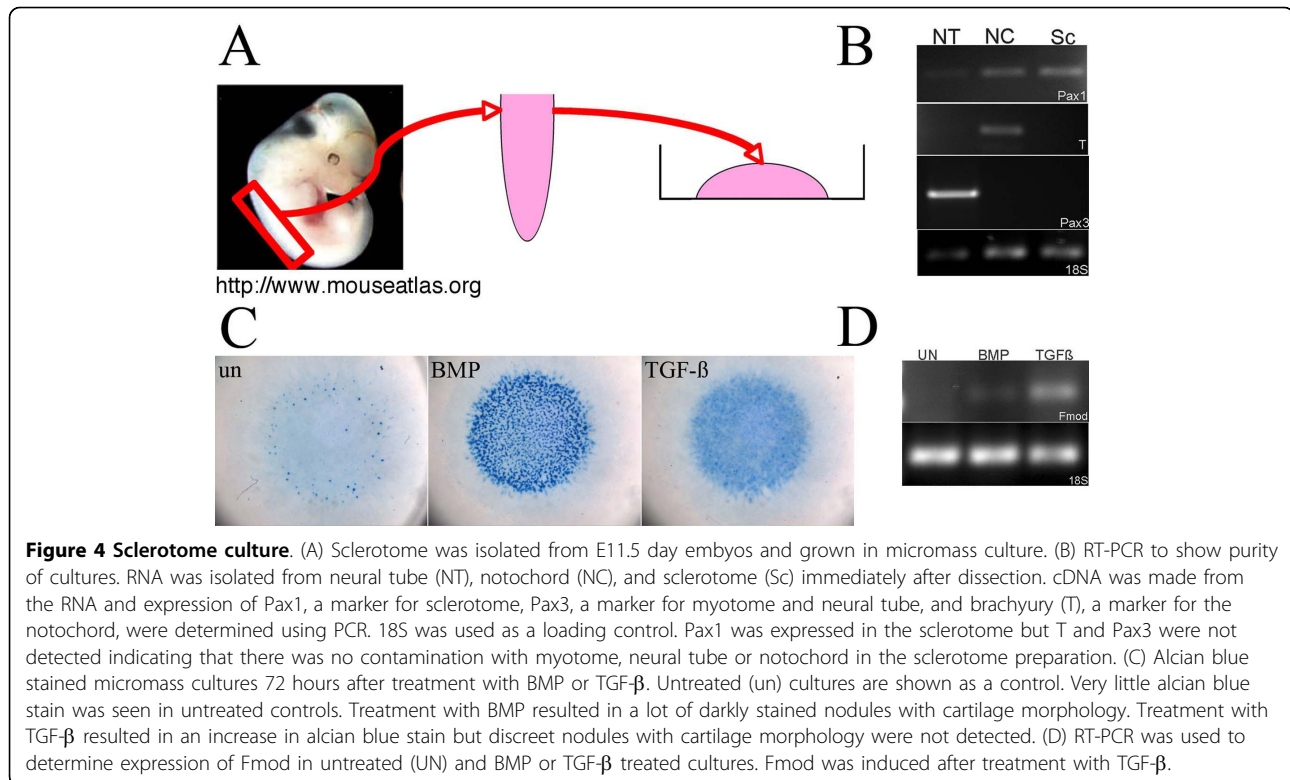 A
B
NT NC Sc
Pax1
T
Pax3
18S
http://www.mouseatlas.org
C
D
un
BMP
TGF-ß
UN BMP TGFß
Fmod
18S
Figure 4 Sclerotome culture. (A) Sclerotome was isolated from E11.5 day embyos and grown in micromass culture. (B) RT-PCR to show purity
of cultures. RNA was isolated from neural tube (NT), notochord (NC), and sclerotome (Sc) immediately after dissection. cDNA was made from
the RNA and expression of Pax1, a marker for sclerotome, Pax3, a marker for myotome and neural tube, and brachyury (T), a marker for the
notochord, were determined using PCR. 18S was used as a loading control. Pax1 was expressed in the sclerotome but T and Pax3 were not
detected indicating that there was no contamination with myotome, neural tube or notochord in the sclerotome preparation. (C) Alcian blue
stained micromass cultures 72 hours after treatment with BMP or TGF-β. Untreated (un) cultures are shown as a control. Very little alcian blue
stain was seen in untreated controls. Treatment with BMP resulted in a lot of darkly stained nodules with cartilage morphology. Treatment with
TGF-β resulted in an increase in alcian blue stain but discreet nodules with cartilage morphology were not detected. (D) RT-PCR was used to
determine expression of Fmod in untreated (UN) and BMP or TGF-β treated cultures. Fmod was induced after treatment with TGF-β.